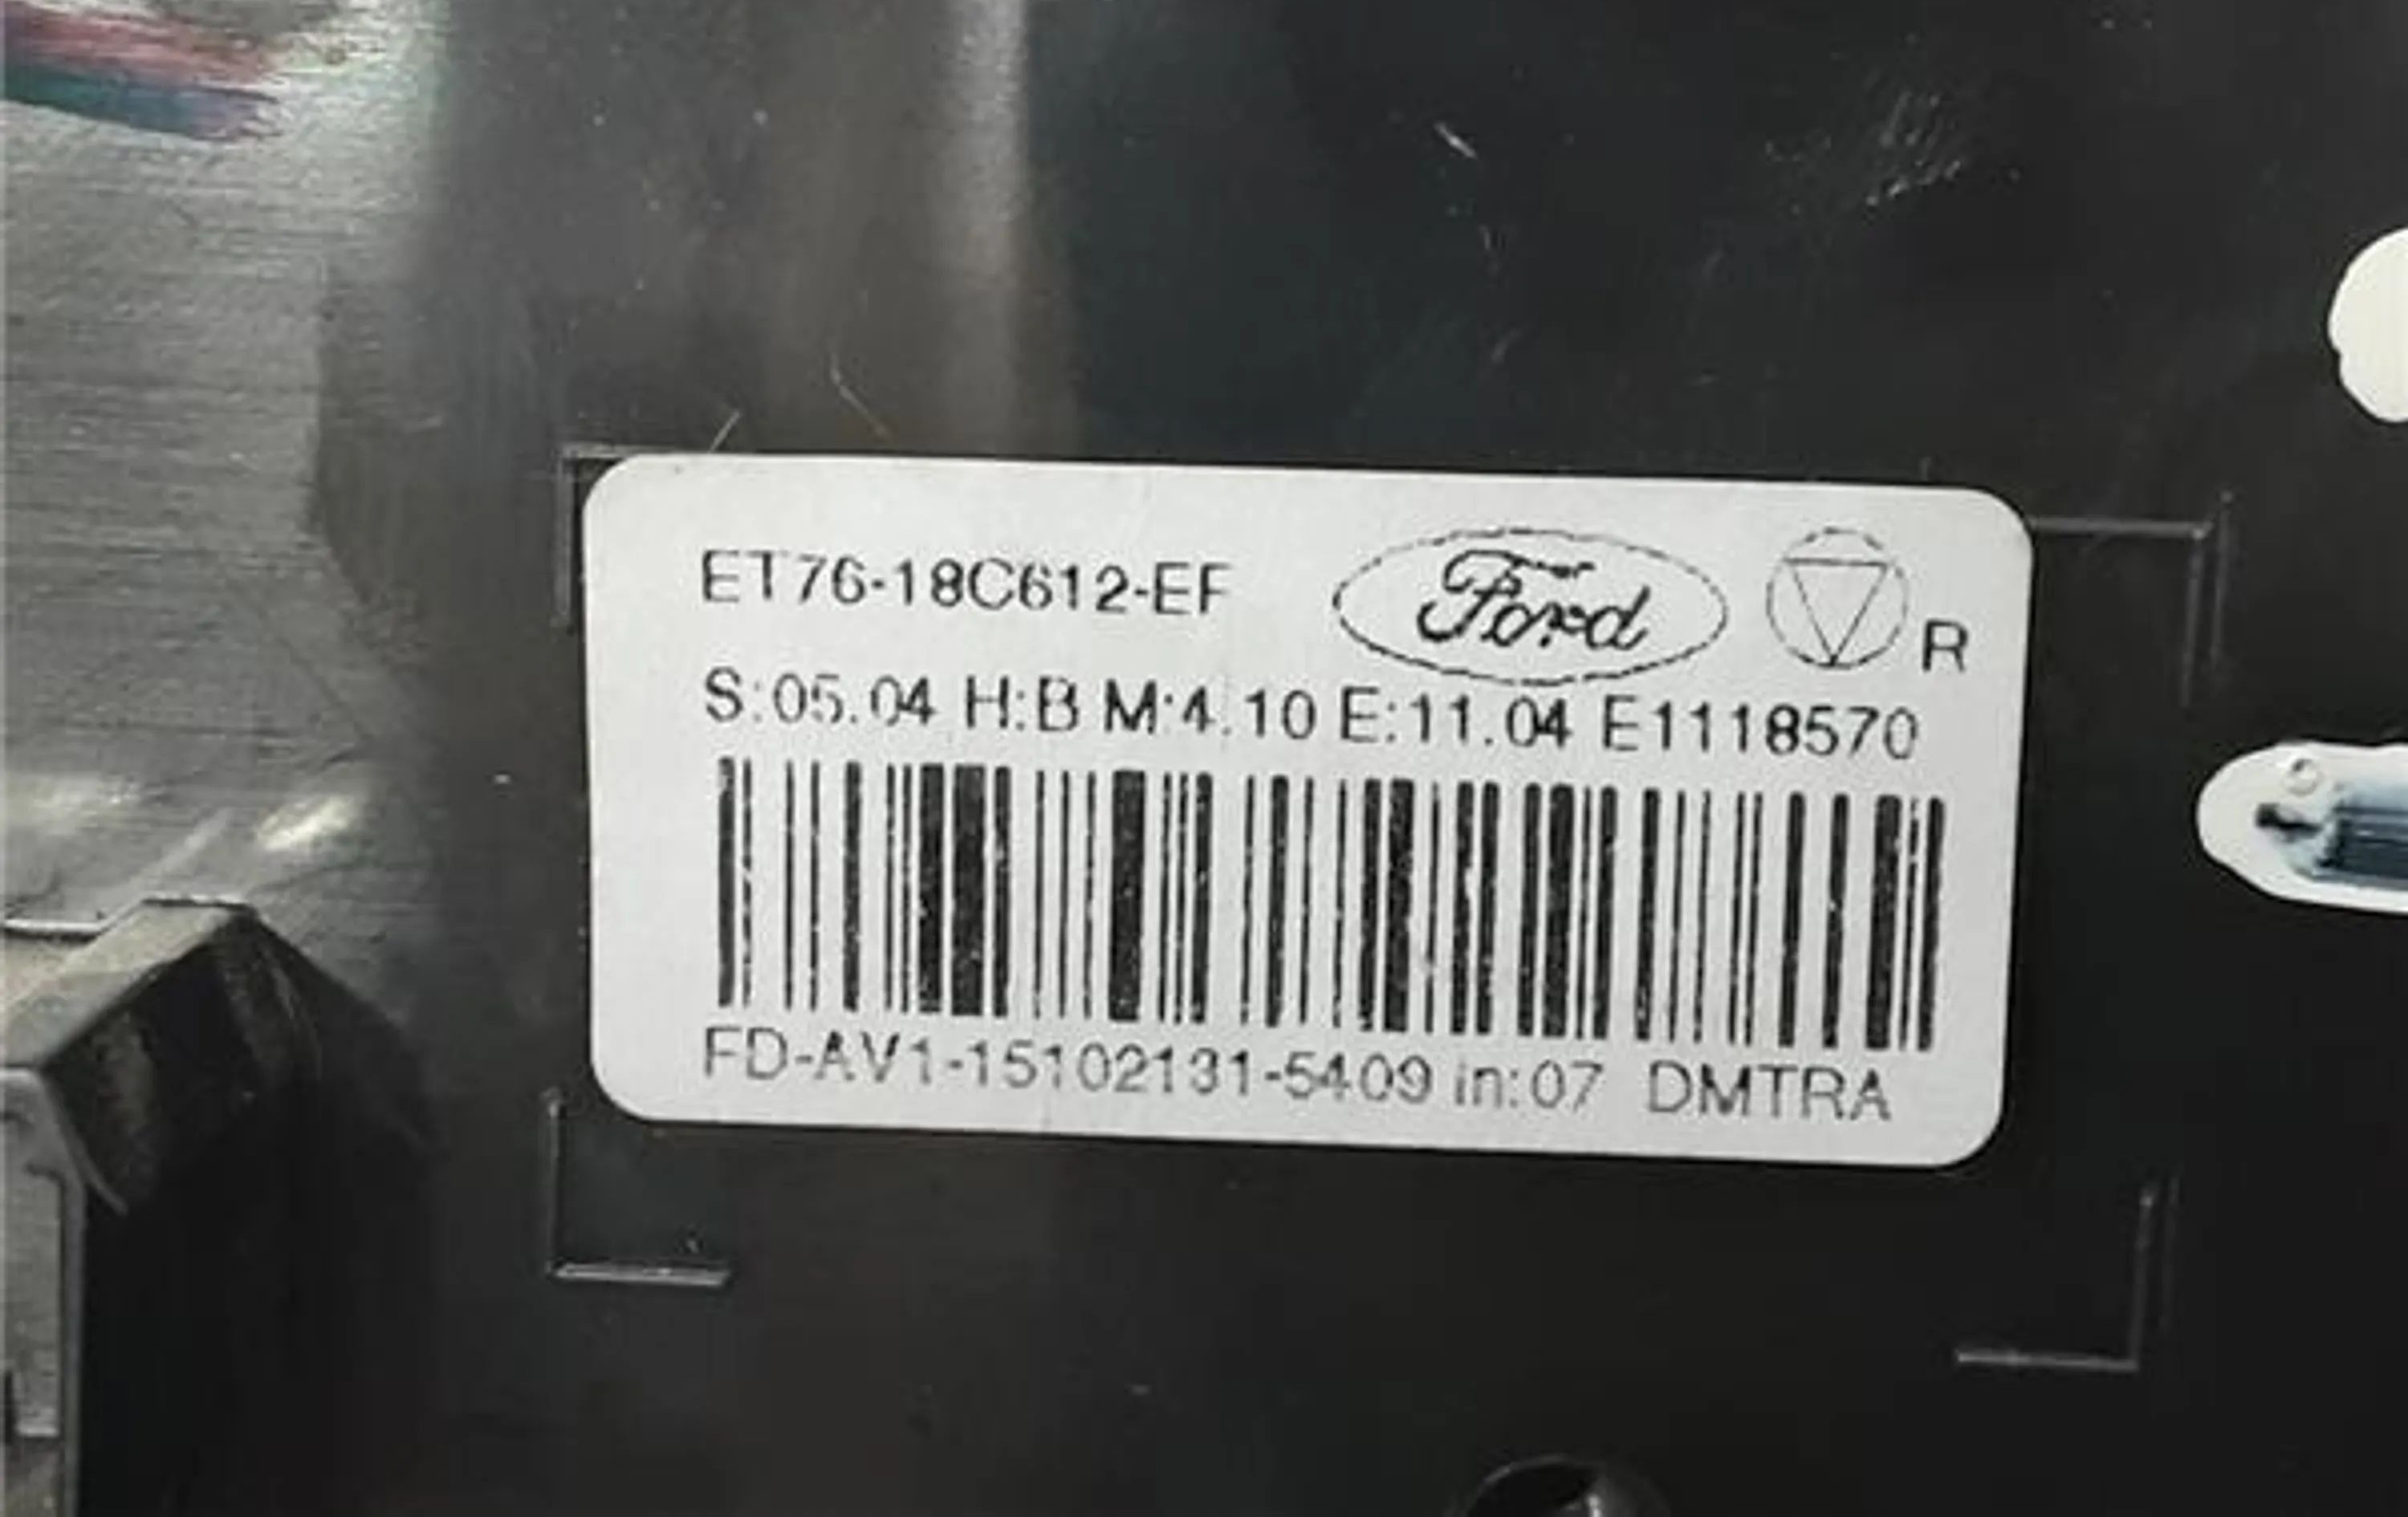 ET76-18C612-EF Ford R
S:05.04 H:B M:4.10 E:11.04 E1118570
FD-AV1-15102131-5409 in:07 DMTRA